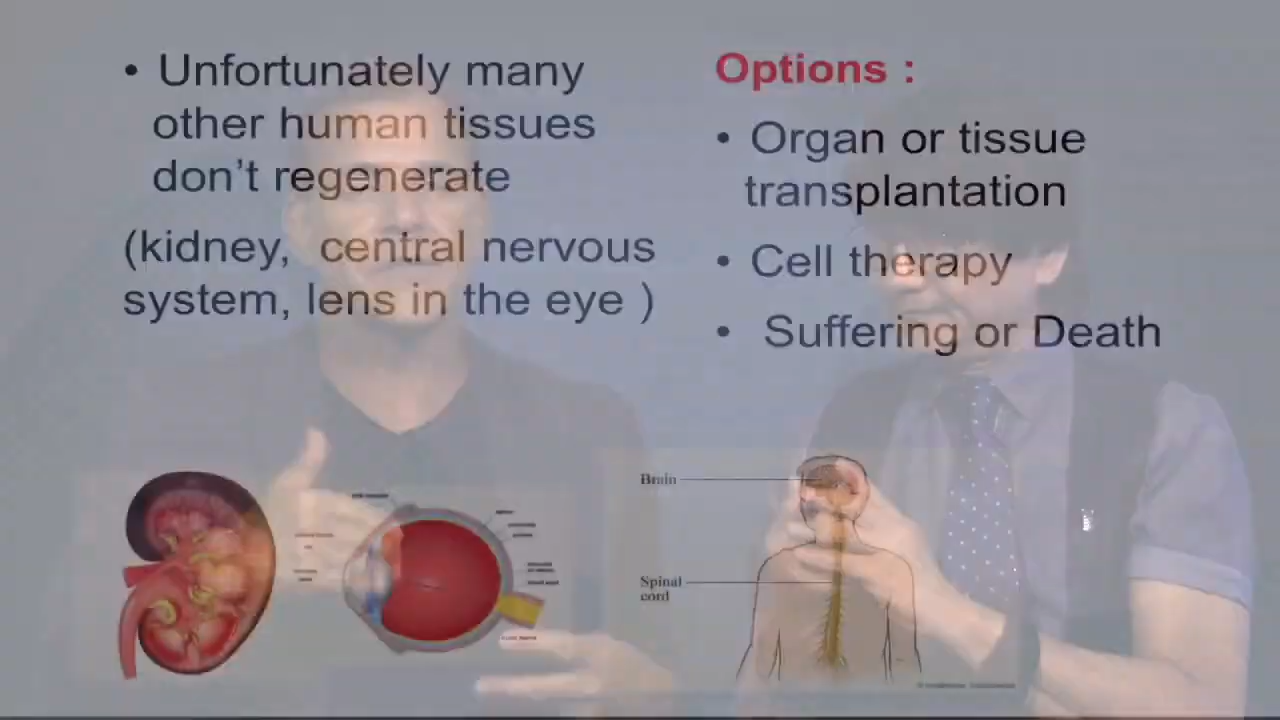 • Unfortunately many
other human tissues
don't regenerate
(kidney, central nervous
system, lens in the eye )
Options :
• Organ or tissue
transplantation
• Cell therapy
• Suffering or Death
Brain
Spinal
cord